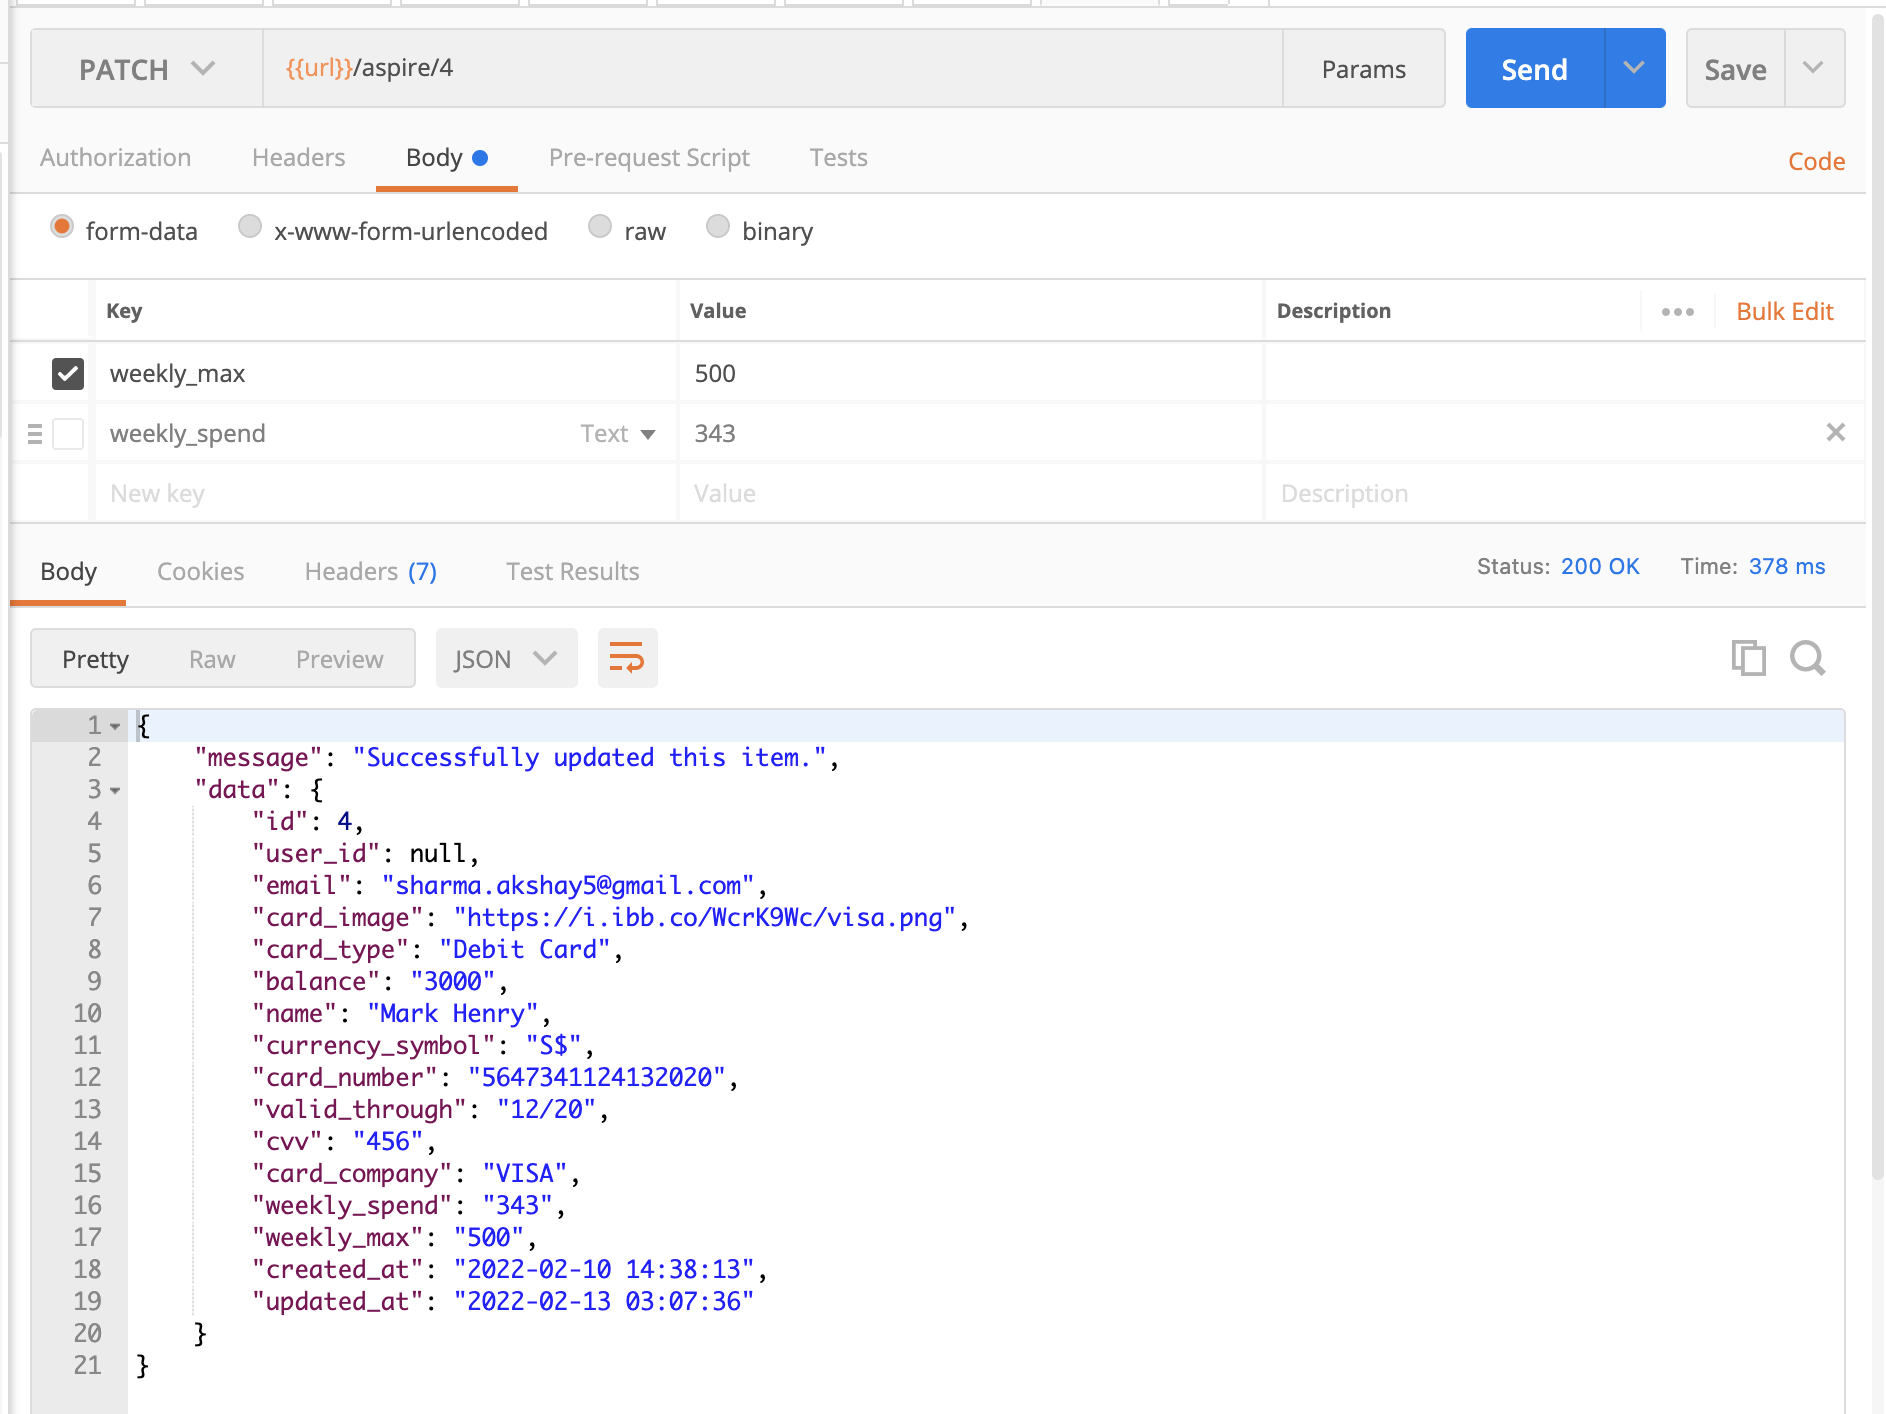 PATCH {{url}}/aspire/4 Params Send Save
Authorization Headers Body Pre-request Script Tests Code
form-data x-www-form-urlencoded raw binary
Key Value Description ••• Bulk Edit
weekly_max 500
weekly_spend Text 343
New key Value Description
Body Cookies Headers (7) Test Results Status: 200 OK Time: 378 ms
Pretty Raw Preview JSON
1 {
2 "message": "Successfully updated this item.",
3 "data": {
4 "id": 4,
5 "user_id": null,
6 "email": "sharma.akshay5@gmail.com",
7 "card_image": "https://i.ibb.co/WcrK9Wc/visa.png",
8 "card_type": "Debit Card",
9 "balance": "3000",
10 "name": "Mark Henry",
11 "currency_symbol": "S$",
12 "card_number": "5647341124132020",
13 "valid_through": "12/20",
14 "cvv": "456",
15 "card_company": "VISA",
16 "weekly_spend": "343",
17 "weekly_max": "500",
18 "created_at": "2022-02-10 14:38:13",
19 "updated_at": "2022-02-13 03:07:36"
20 }
21 }